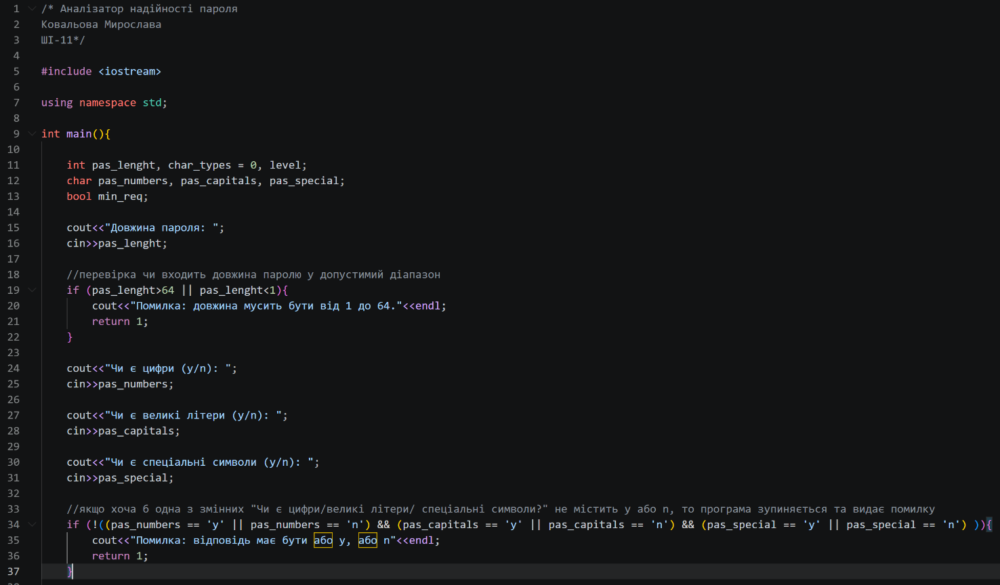 1 /* Аналізатор надійності пароля
2 Ковальова Мирослава
3 ШІ-11*/
4
5 #include <iostream>
6
7 using namespace std;
8
9 int main(){
10
11 int pas_lenght, char_types = 0, level;
12 char pas_numbers, pas_capitals, pas_special;
13 bool min_req;
14
15 cout<<"Довжина пароля: ";
16 cin>>pas_lenght;
17
18 //перевірка чи входить довжина паролю у допустимий діапазон
19 if (pas_lenght>64 || pas_lenght<1){
20 cout<<"Помилка: довжина мусить бути від 1 до 64."<<endl;
21 return 1;
22 }
23
24 cout<<"Чи є цифри (y/n): ";
25 cin>>pas_numbers;
26
27 cout<<"Чи є великі літери (y/n): ";
28 cin>>pas_capitals;
29
30 cout<<"Чи є спеціальні символи (y/n): ";
31 cin>>pas_special;
32
33 //якщо хоча б одна з змінних "Чи є цифри/великі літери/ спеціальні символи?" не містить y або n, то програма зупиняється та видає помилку
34 if (!((pas_numbers == 'y' || pas_numbers == 'n') && (pas_capitals == 'y' || pas_capitals == 'n') && (pas_special == 'y' || pas_special == 'n') )){
35 cout<<"Помилка: відповідь має бути або y, або n"<<endl;
36 return 1;
37 }